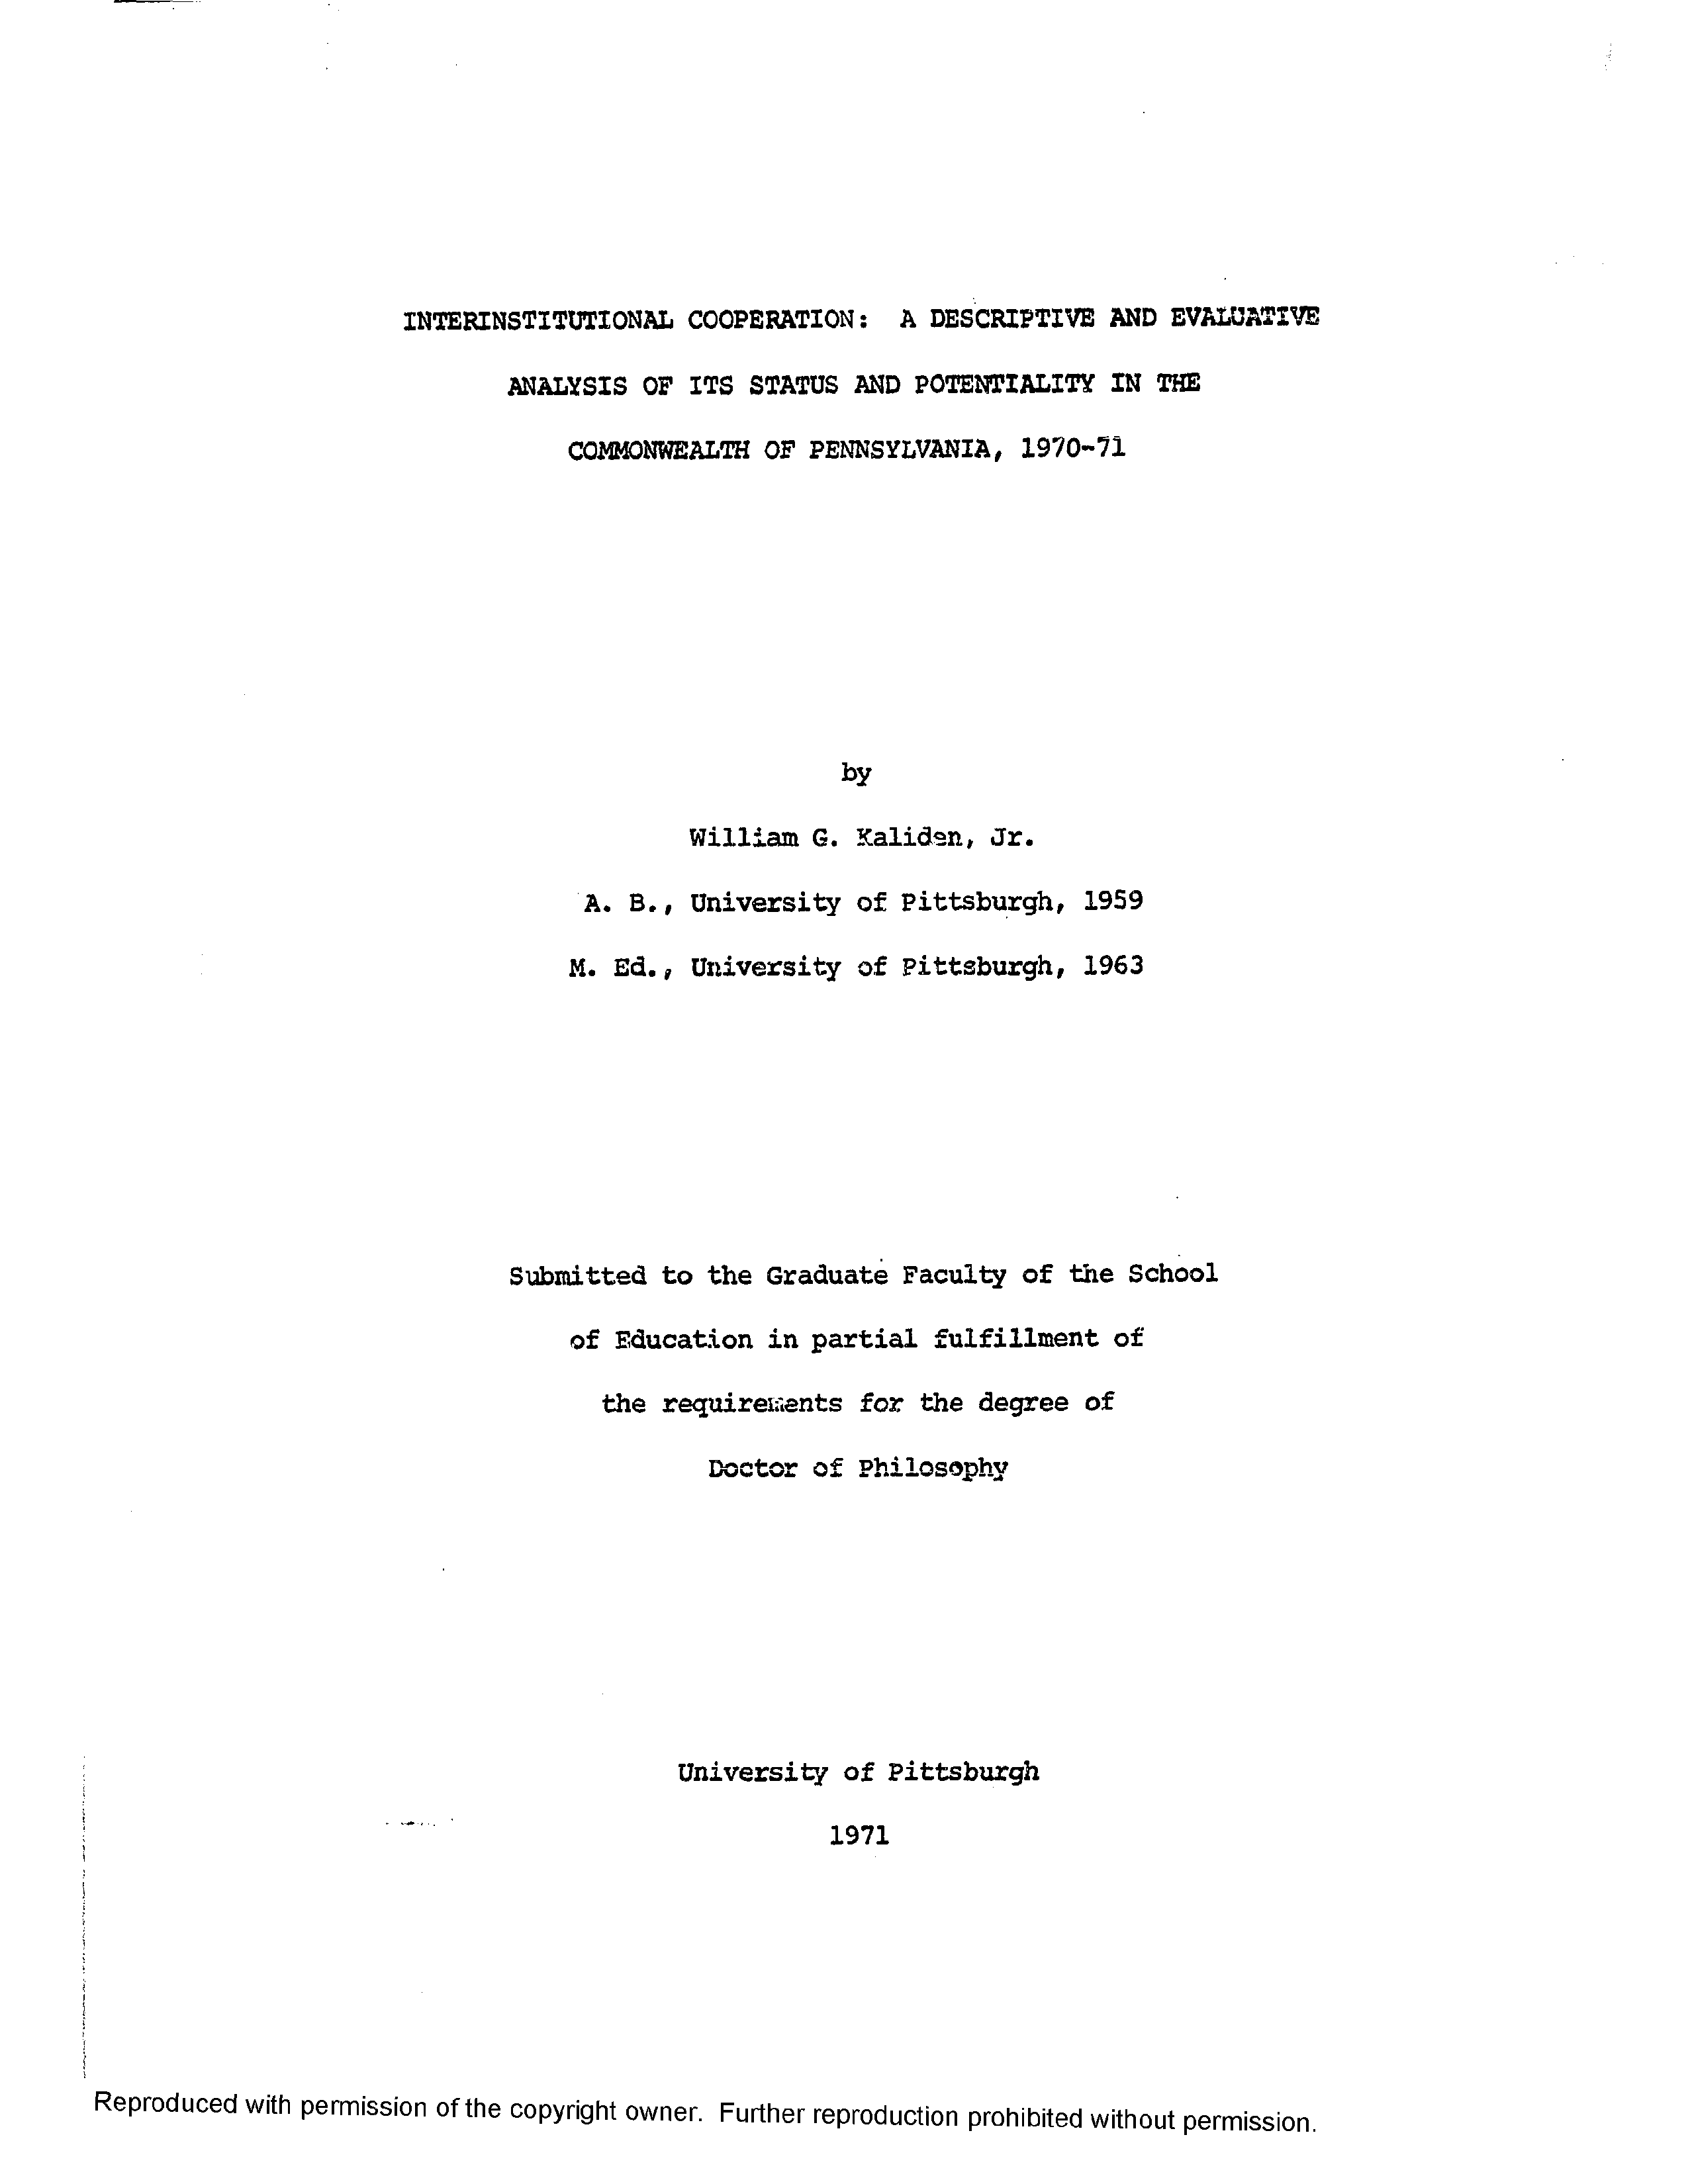 INTERINSTITUTIONAL COOPERATION: A DESCRIPTIVE AND EVALUATIVE
ANALYSIS OF ITS STATUS AND POTENTIALITY IN THE
COMMONWEALTH OF PENNSYLVANIA, 1970-71
by
William G. Kaliden, Jr.
A. B., University of Pittsburgh, 1959
M. Ed., University of Pittsburgh, 1963
Submitted to the Graduate Faculty of the School
of Education in partial fulfillment of
the requirements for the degree of
Doctor of Philosophy
University of Pittsburgh
1971
Reproduced with permission of the copyright owner. Further reproduction prohibited without permission.